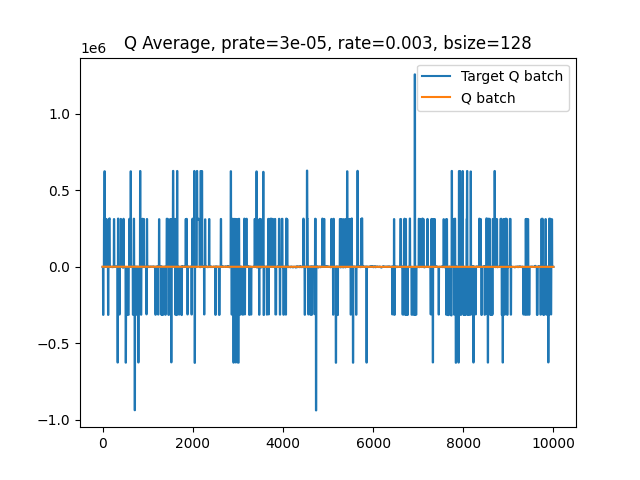 Q Average, prate=3e-05, rate=0.003, bsize=128
1e6
Target Q batch
Q batch
1.0
0.5
0.0
−0.5
−1.0
0 2000 4000 6000 8000 10000